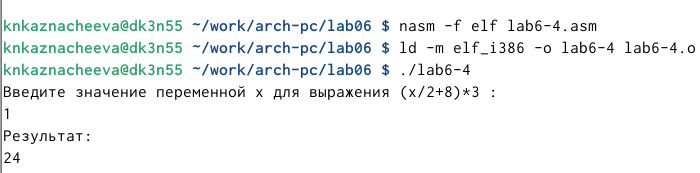 knkaznacheeva@dk3n55 ~/work/arch-pc/lab06 $ nasm -f elf lab6-4.asm
knkaznacheeva@dk3n55 ~/work/arch-pc/lab06 $ ld -m elf_i386 -o lab6-4 lab6-4.o
knkaznacheeva@dk3n55 ~/work/arch-pc/lab06 $ ./lab6-4
Введите значение переменной x для выражения (x/2+8)*3 :
1
Результат:
24